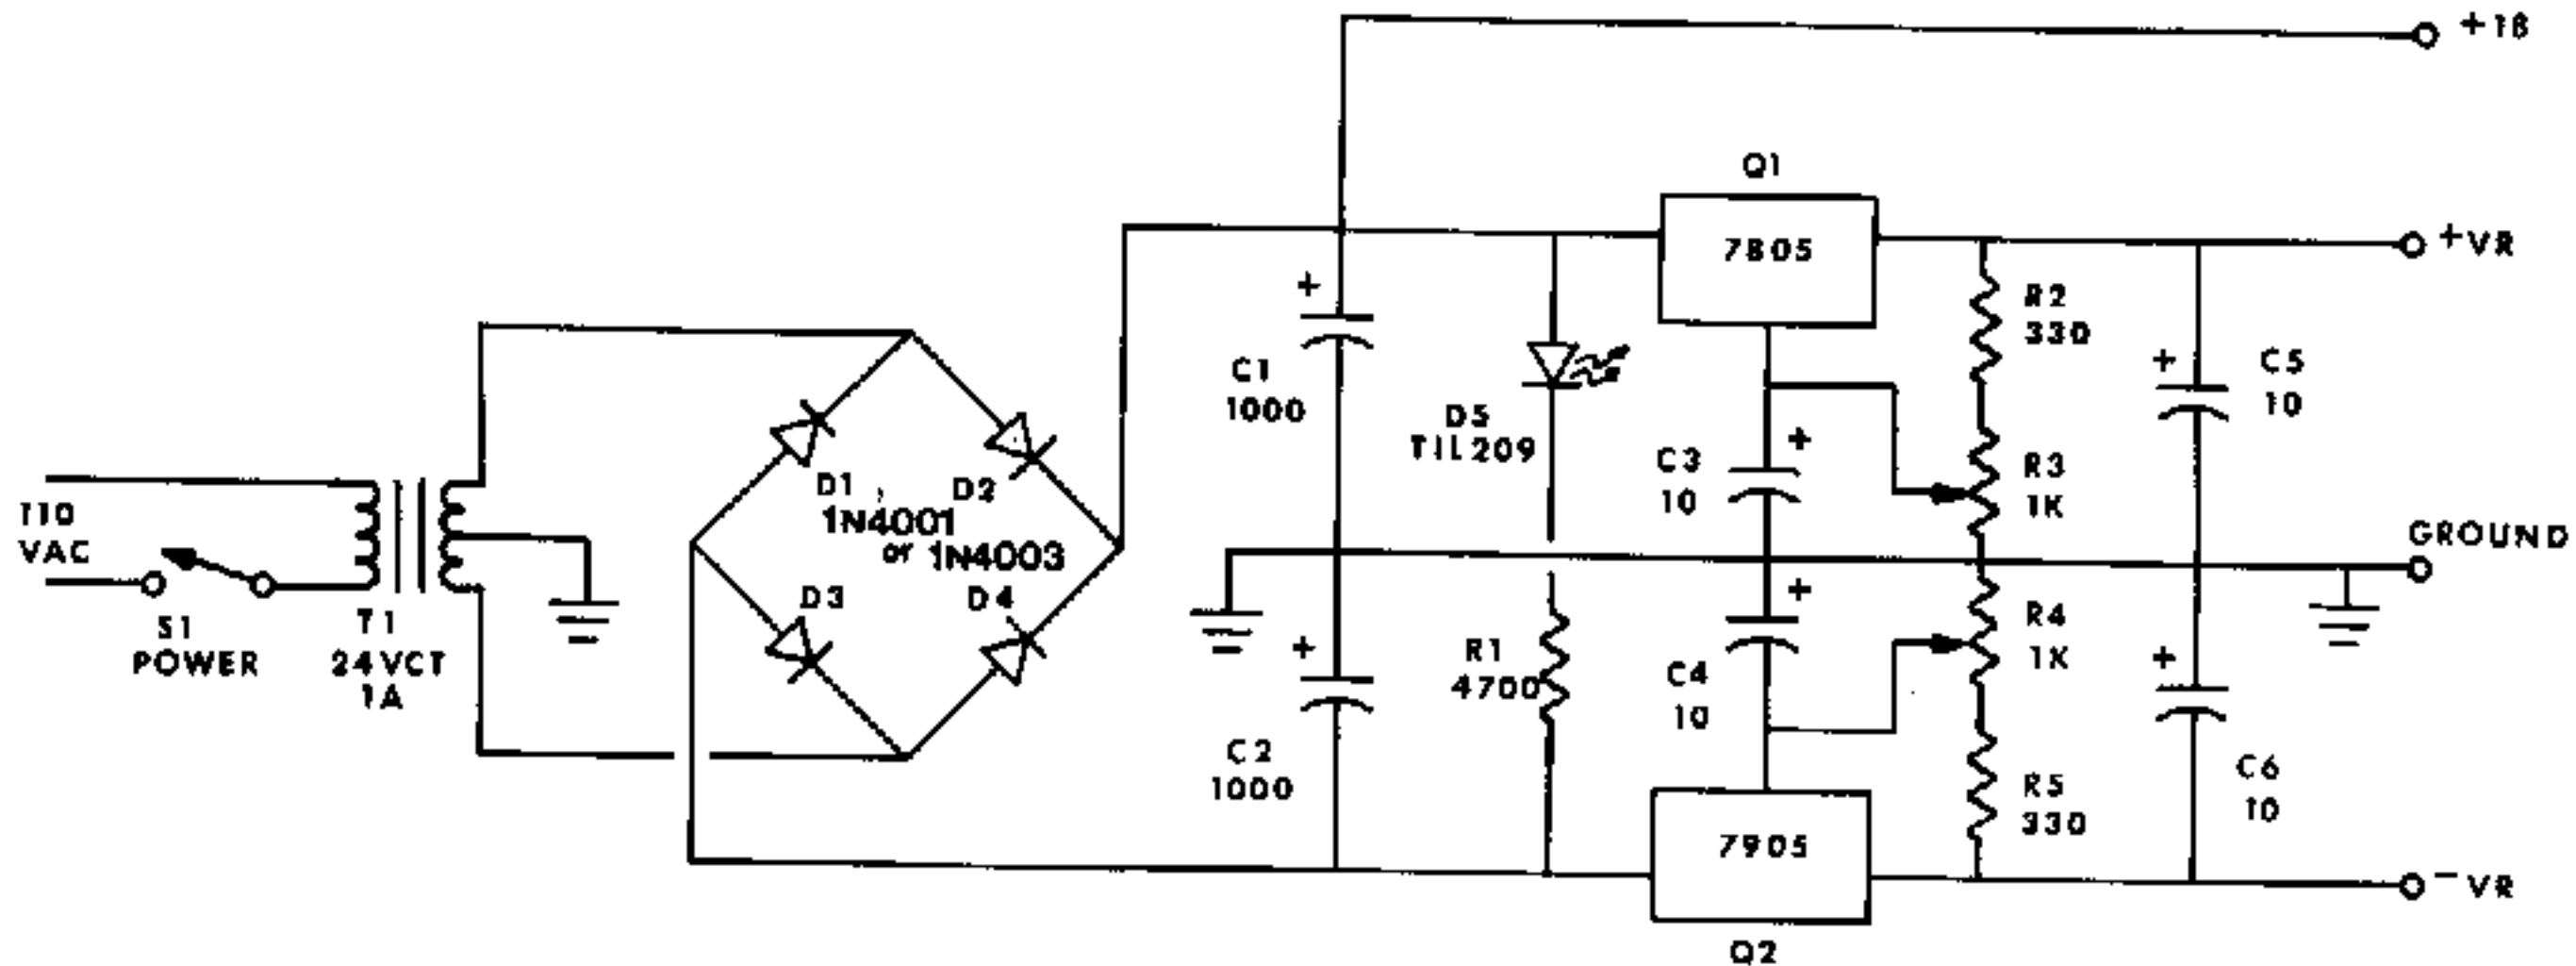 +18
Q1
7805
+VR
R2
330
+
C1
1000
+
C5
10
D5
TIL209
+
C3
10
R3
1K
D1
D2
1N4001
or 1N4003
110
VAC
GROUND
S1
POWER
T1
24VCT
1A
D3
D4
+
+
R4
1K
R1
4700
C4
10
+
C2
1000
R5
330
C6
10
7905
-VR
Q2